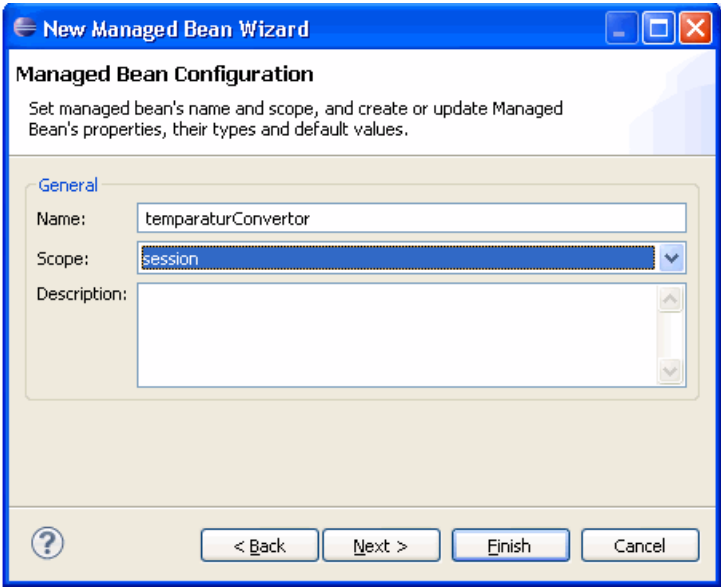 New Managed Bean Wizard
Managed Bean Configuration
Set managed bean's name and scope, and create or update Managed
Bean's properties, their types and default values.
General
Name: temparaturConvertor
Scope: session
Description:
? < Back Next > Finish Cancel